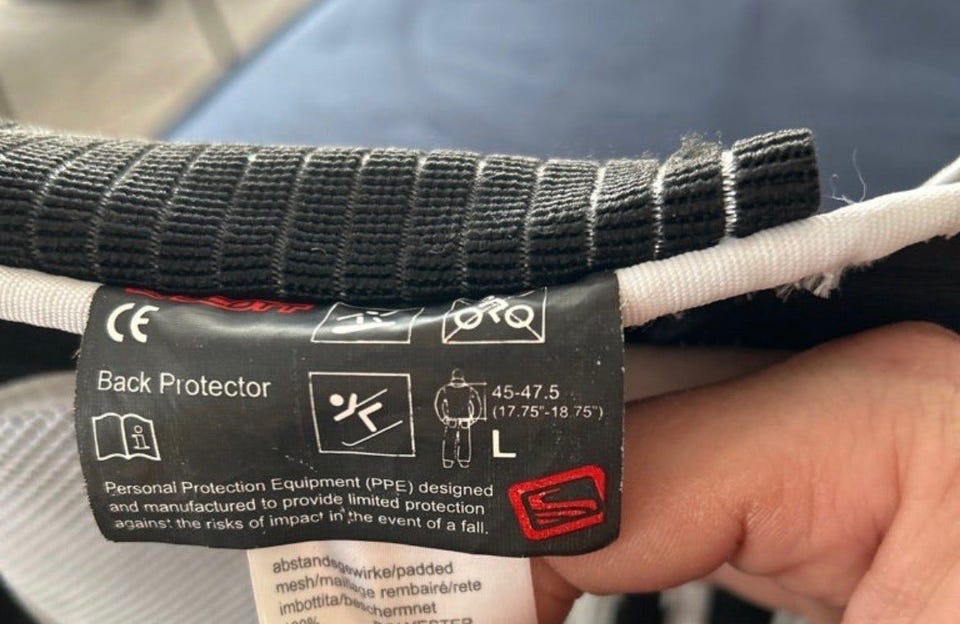 CE
Back Protector
45-47.5
(17.75"-18.75")
L
i
Personal Protection Equipment (PPE) designed
and manufactured to provide limited protection
against the risks of impact in the event of a fall.
abstandsgewirke/padded
mesh/maillage rembairé/rete
imbottita/beschermnet
100%
POLYESTER